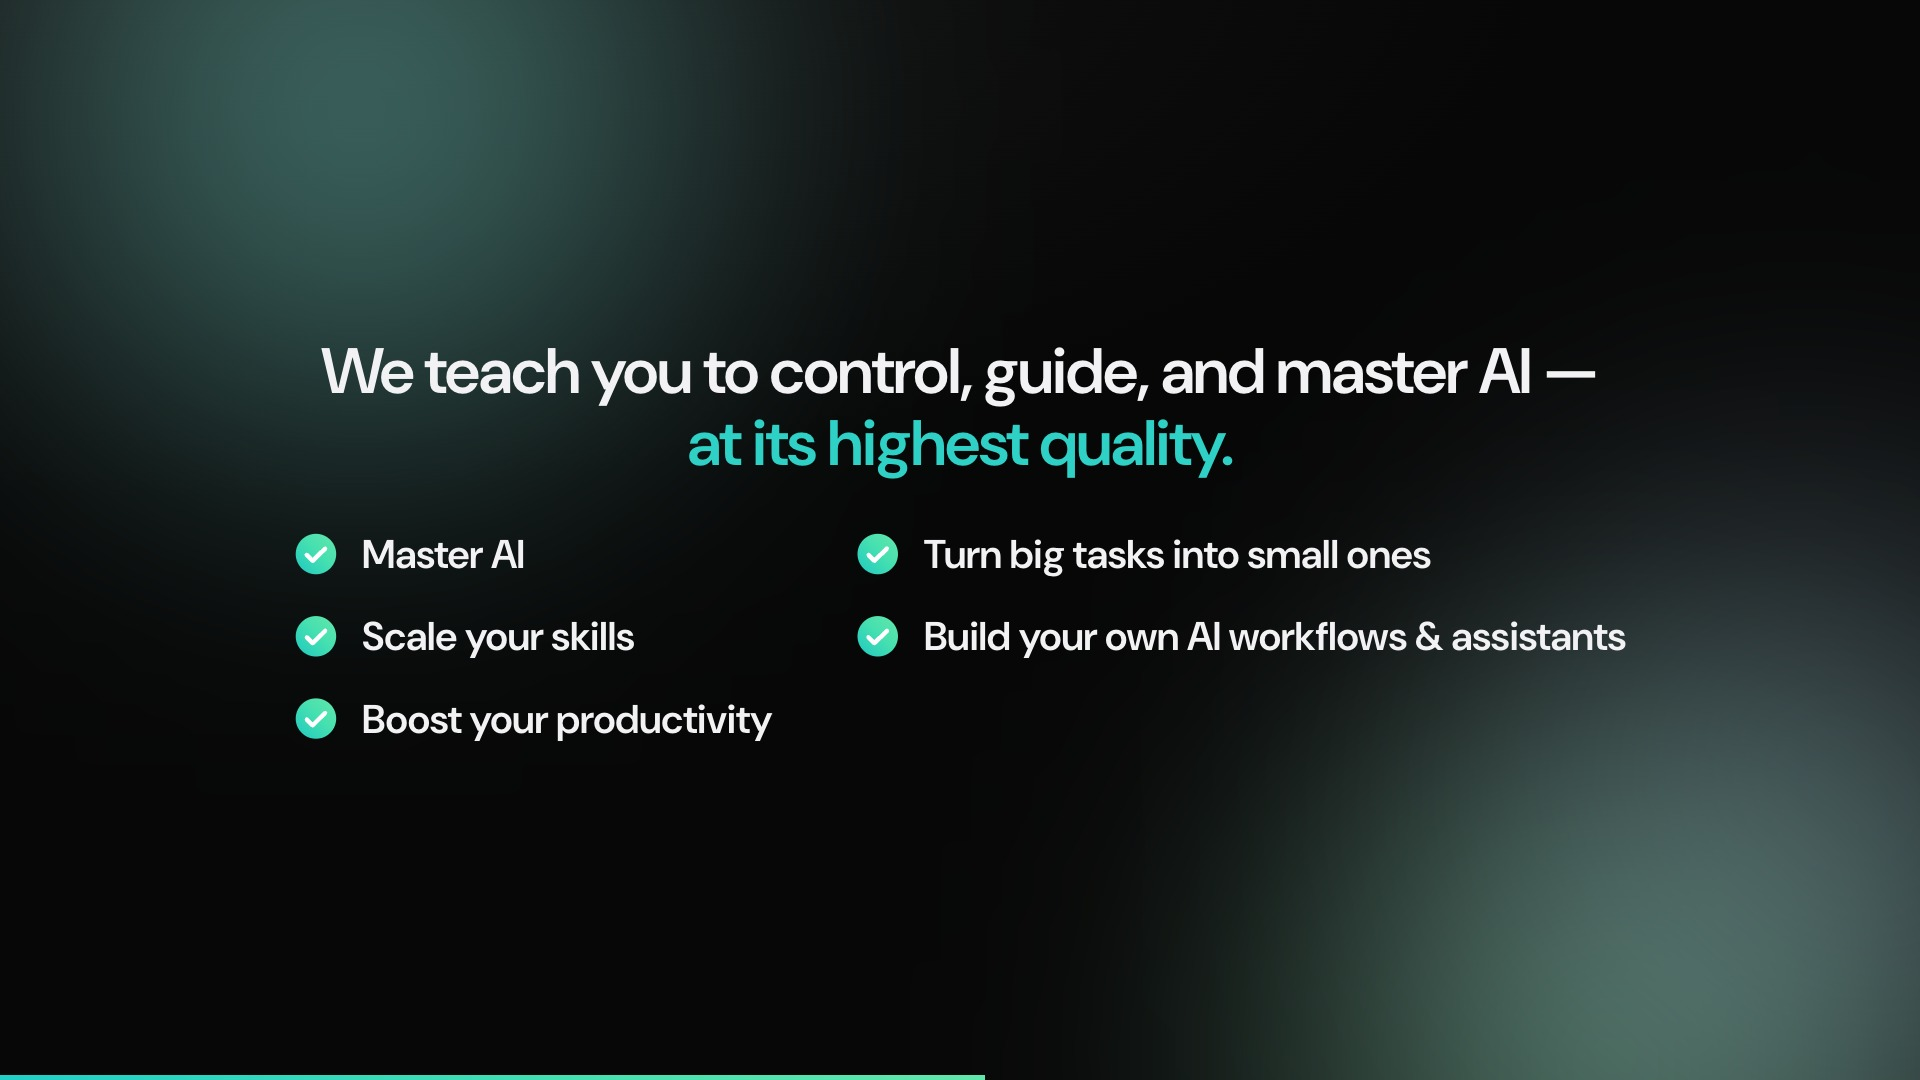 We teach you to control, guide, and master AI —
at its highest quality.
Master AI
Scale your skills
Boost your productivity
Turn big tasks into small ones
Build your own AI workflows & assistants